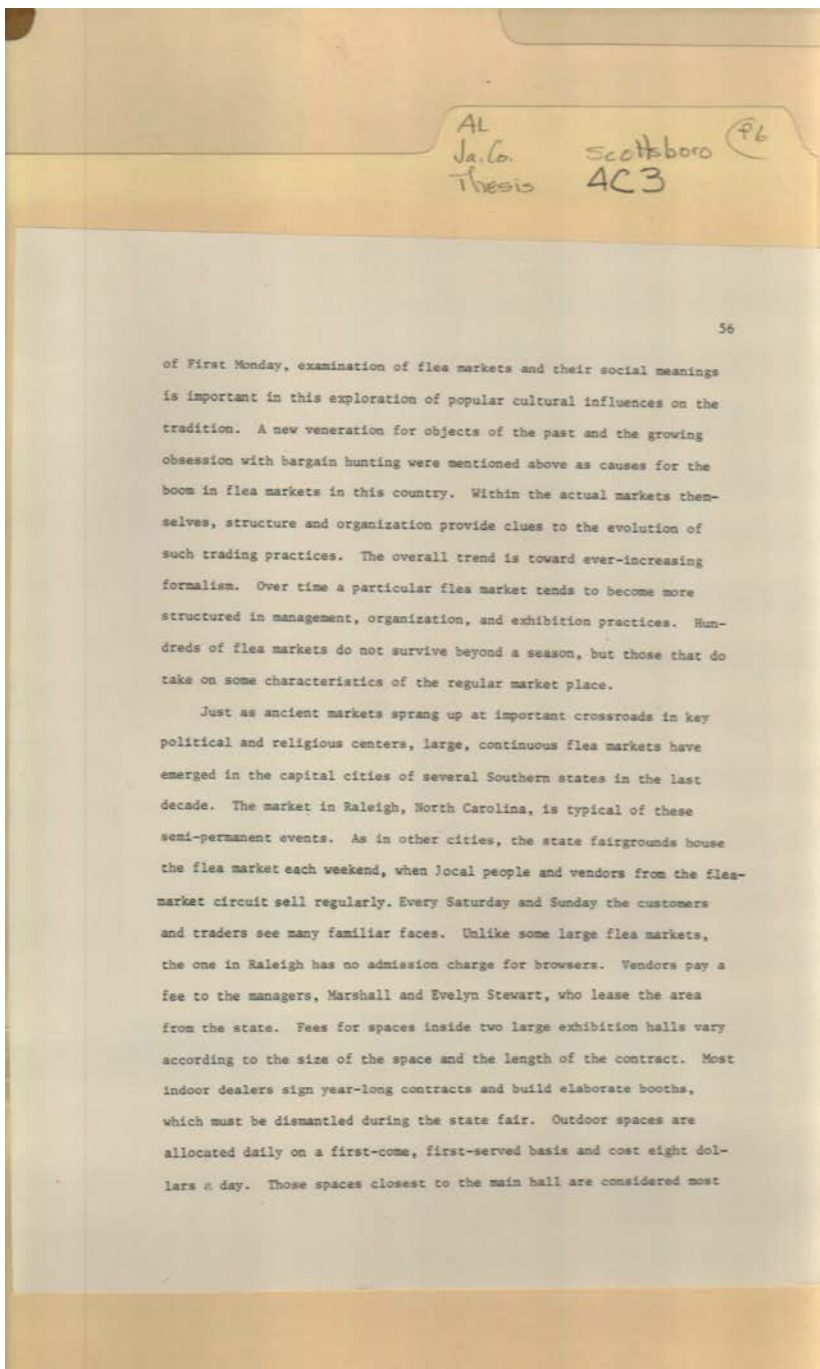 AL
Ja. Co. Scottsboro P6
Thesis 4C3
56
of First Monday, examination of flea markets and their social meanings
is important in this exploration of popular cultural influences on the
tradition. A new veneration for objects of the past and the growing
obsession with bargain hunting were mentioned above as causes for the
boom in flea markets in this country. Within the actual markets them-
selves, structure and organization provide clues to the evolution of
such trading practices. The overall trend is toward ever-increasing
formalism. Over time a particular flea market tends to become more
structured in management, organization, and exhibition practices. Hun-
dreds of flea markets do not survive beyond a season, but those that do
take on some characteristics of the regular market place.
Just as ancient markets sprang up at important crossroads in key
political and religious centers, large, continuous flea markets have
emerged in the capital cities of several Southern states in the last
decade. The market in Raleigh, North Carolina, is typical of these
semi-permanent events. As in other cities, the state fairgrounds house
the flea market each weekend, when local people and vendors from the flea-
market circuit sell regularly. Every Saturday and Sunday the customers
and traders see many familiar faces. Unlike some large flea markets,
the one in Raleigh has no admission charge for browsers. Vendors pay a
fee to the managers, Marshall and Evelyn Stewart, who lease the area
from the state. Fees for spaces inside two large exhibition halls vary
according to the size of the space and the length of the contract. Most
indoor dealers sign year-long contracts and build elaborate booths,
which must be dismantled during the state fair. Outdoor spaces are
allocated daily on a first-come, first-served basis and cost eight dol-
lars a day. Those spaces closest to the main hall are considered most